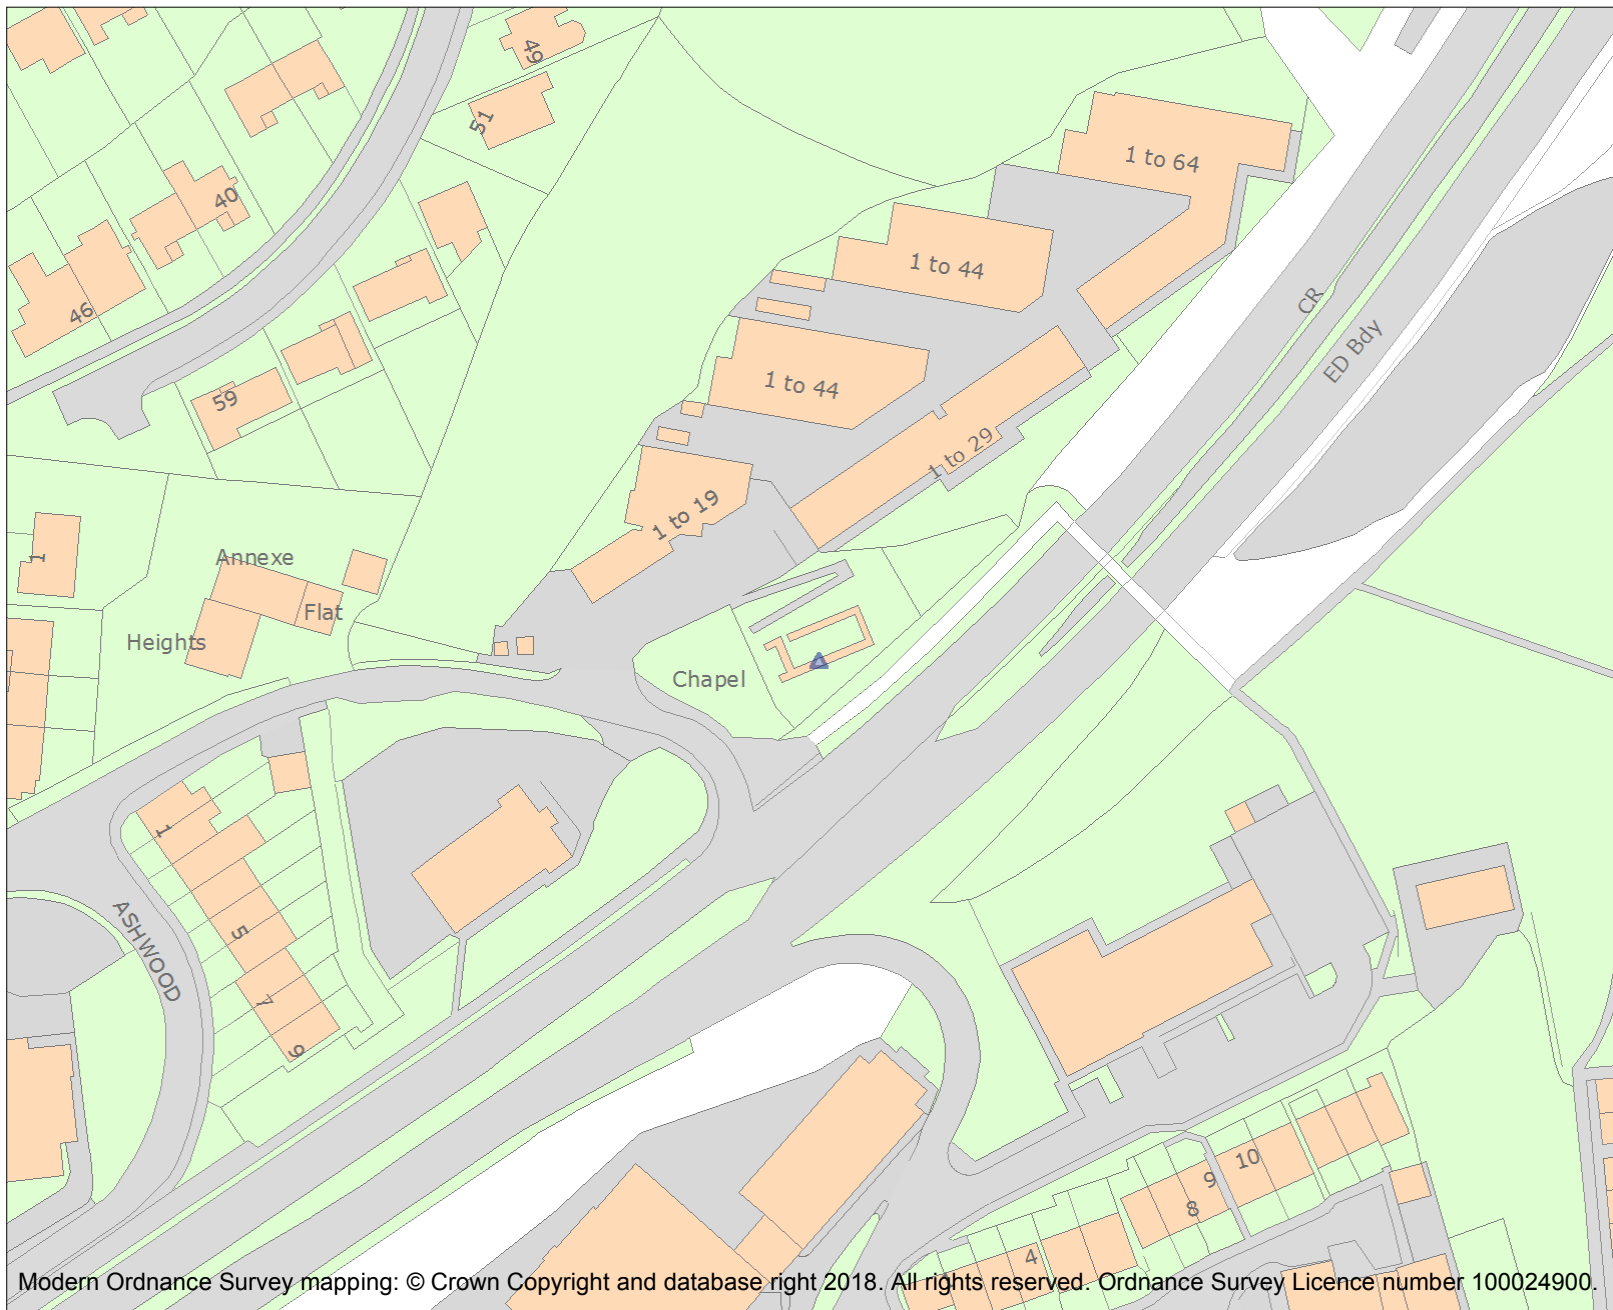 49
51
1 to 64
40
1 to 44
46
CR
ED Bdy
1 to 44
59
1 to 29
1 to 19
1
Annexe
Flat
Heights
Chapel
1
5
ASHWOOD
7
9
10
9
8
4
Modern Ordnance Survey mapping: © Crown Copyright and database right 2018. All rights reserved. Ordnance Survey Licence number 100024900.